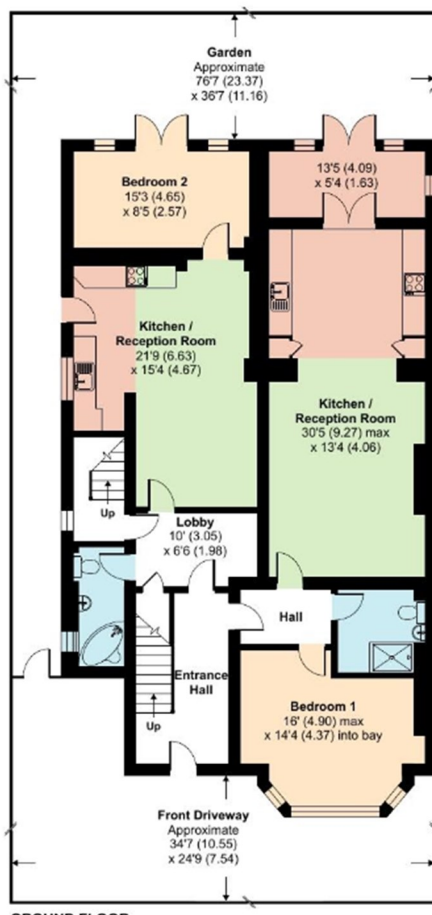 Garden
Approximate
76'7 (23.37)
x 36'7 (11.16)
Bedroom 2
15'3 (4.65)
x 8'5 (2.57)
13'5 (4.09)
x 5'4 (1.63)
Kitchen /
Reception Room
21'9 (6.63)
x 15'4 (4.67)
Kitchen /
Reception Room
30'5 (9.27) max
x 13'4 (4.06)
Up
Lobby
10' (3.05)
x 6'6 (1.98)
Hall
Entrance
Hall
Up
Bedroom 1
16' (4.90) max
x 14'4 (4.37) into bay
Front Driveway
Approximate
34'7 (10.55)
x 24'9 (7.54)
GROUND FLOOR